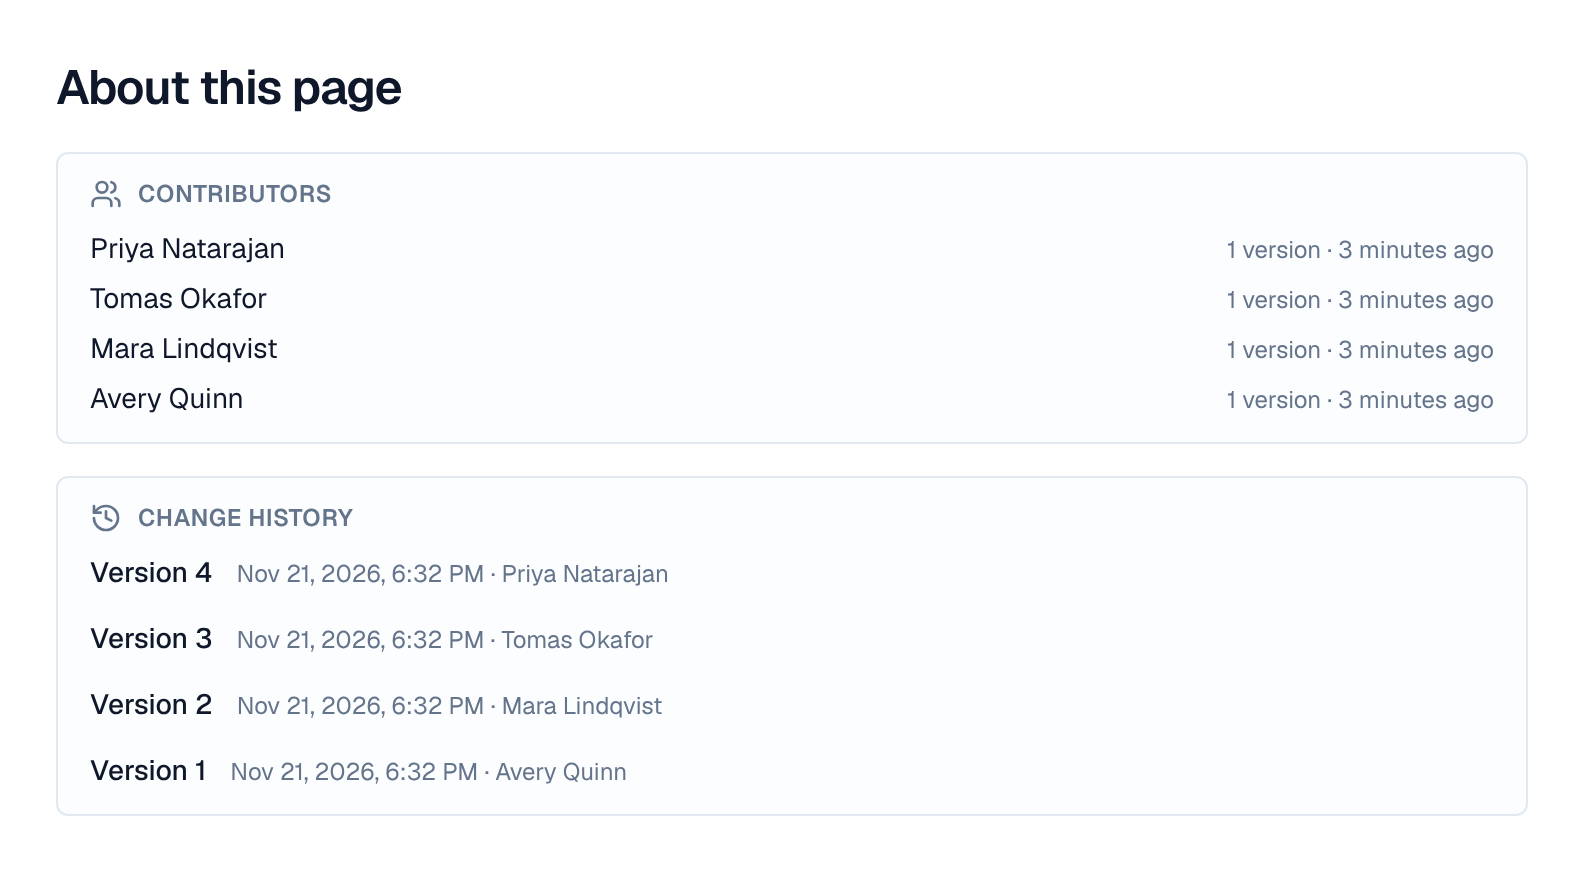 About this page
CONTRIBUTORS
Priya Natarajan 1 version · 3 minutes ago
Tomas Okafor 1 version · 3 minutes ago
Mara Lindqvist 1 version · 3 minutes ago
Avery Quinn 1 version · 3 minutes ago
CHANGE HISTORY
Version 4 Nov 21, 2026, 6:32 PM · Priya Natarajan
Version 3 Nov 21, 2026, 6:32 PM · Tomas Okafor
Version 2 Nov 21, 2026, 6:32 PM · Mara Lindqvist
Version 1 Nov 21, 2026, 6:32 PM · Avery Quinn